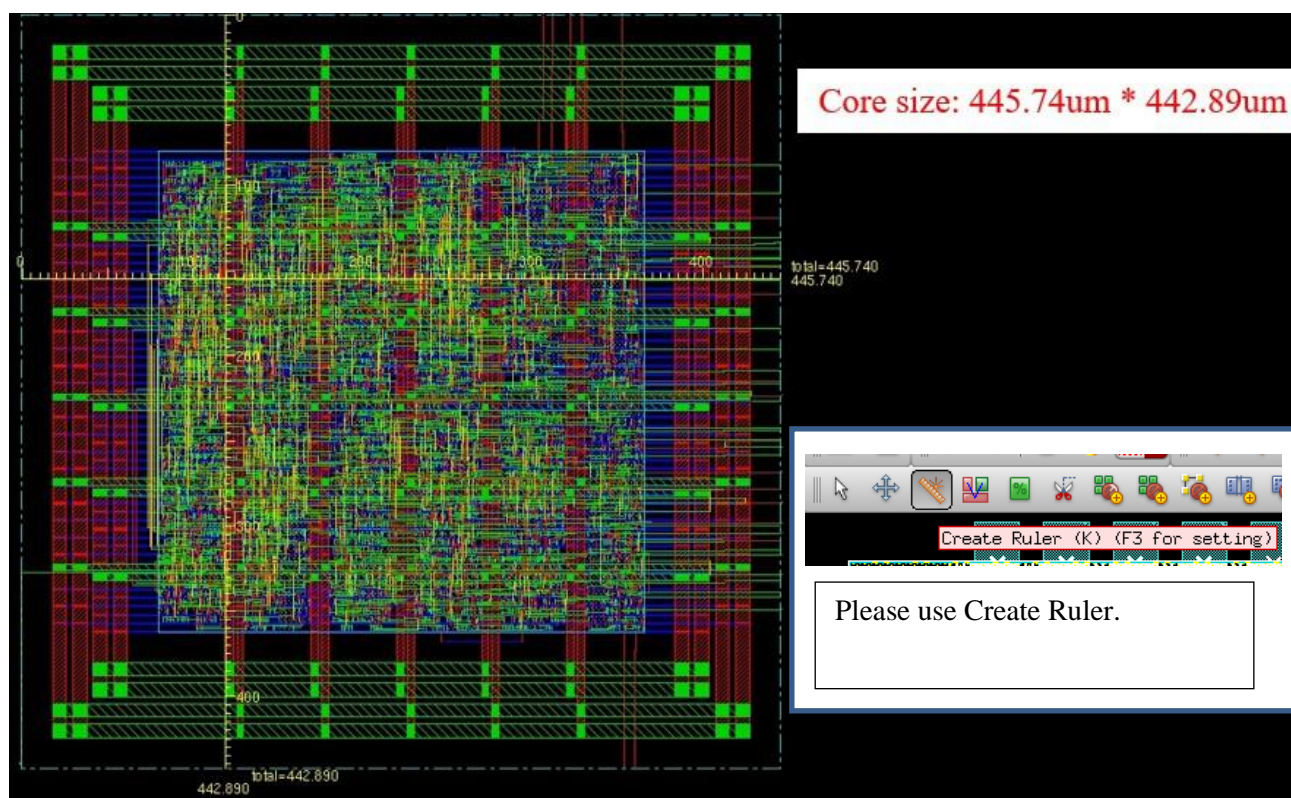 0
Core size: 445.74um * 442.89um
100
0
100
200
300
400
total=445.740
445.740
200
300
Create Ruler (K) (F3 for setting)
Please use Create Ruler.
400
total=442.890
442.890